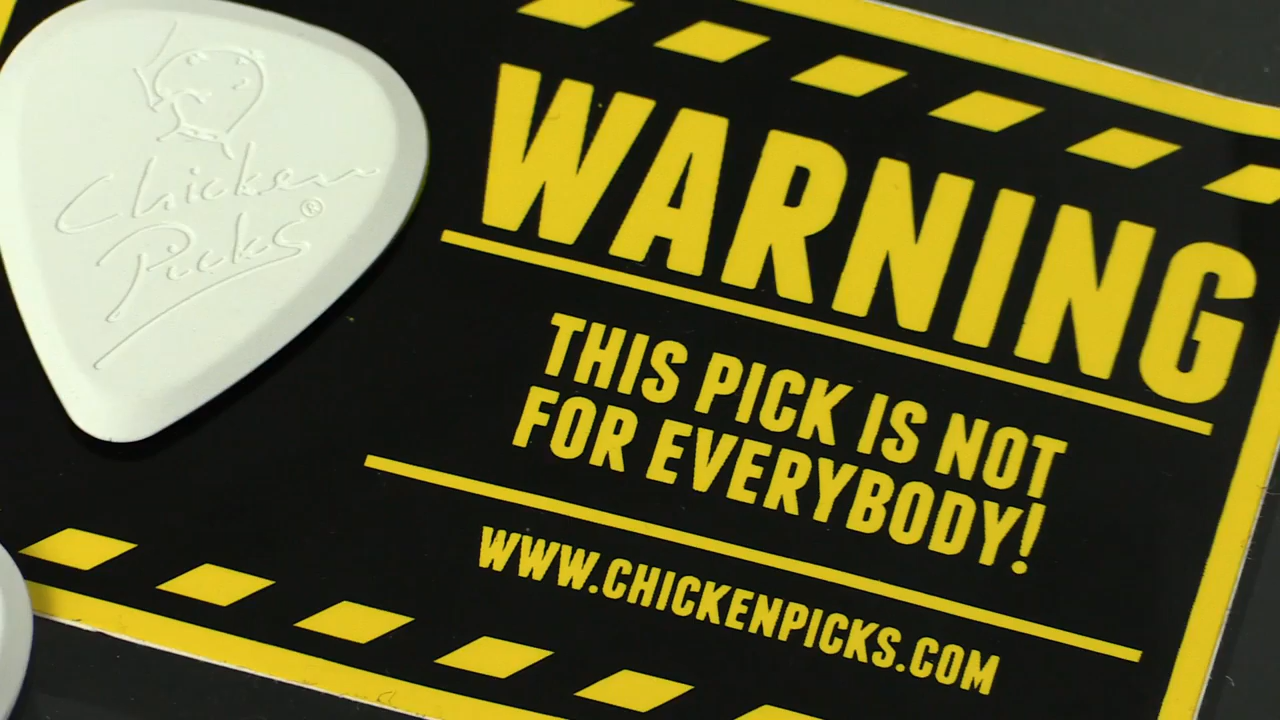 Chicken
Picks®
WARNING
THIS PICK IS NOT
FOR EVERYBODY!
WWW.CHICKENPICKS.COM